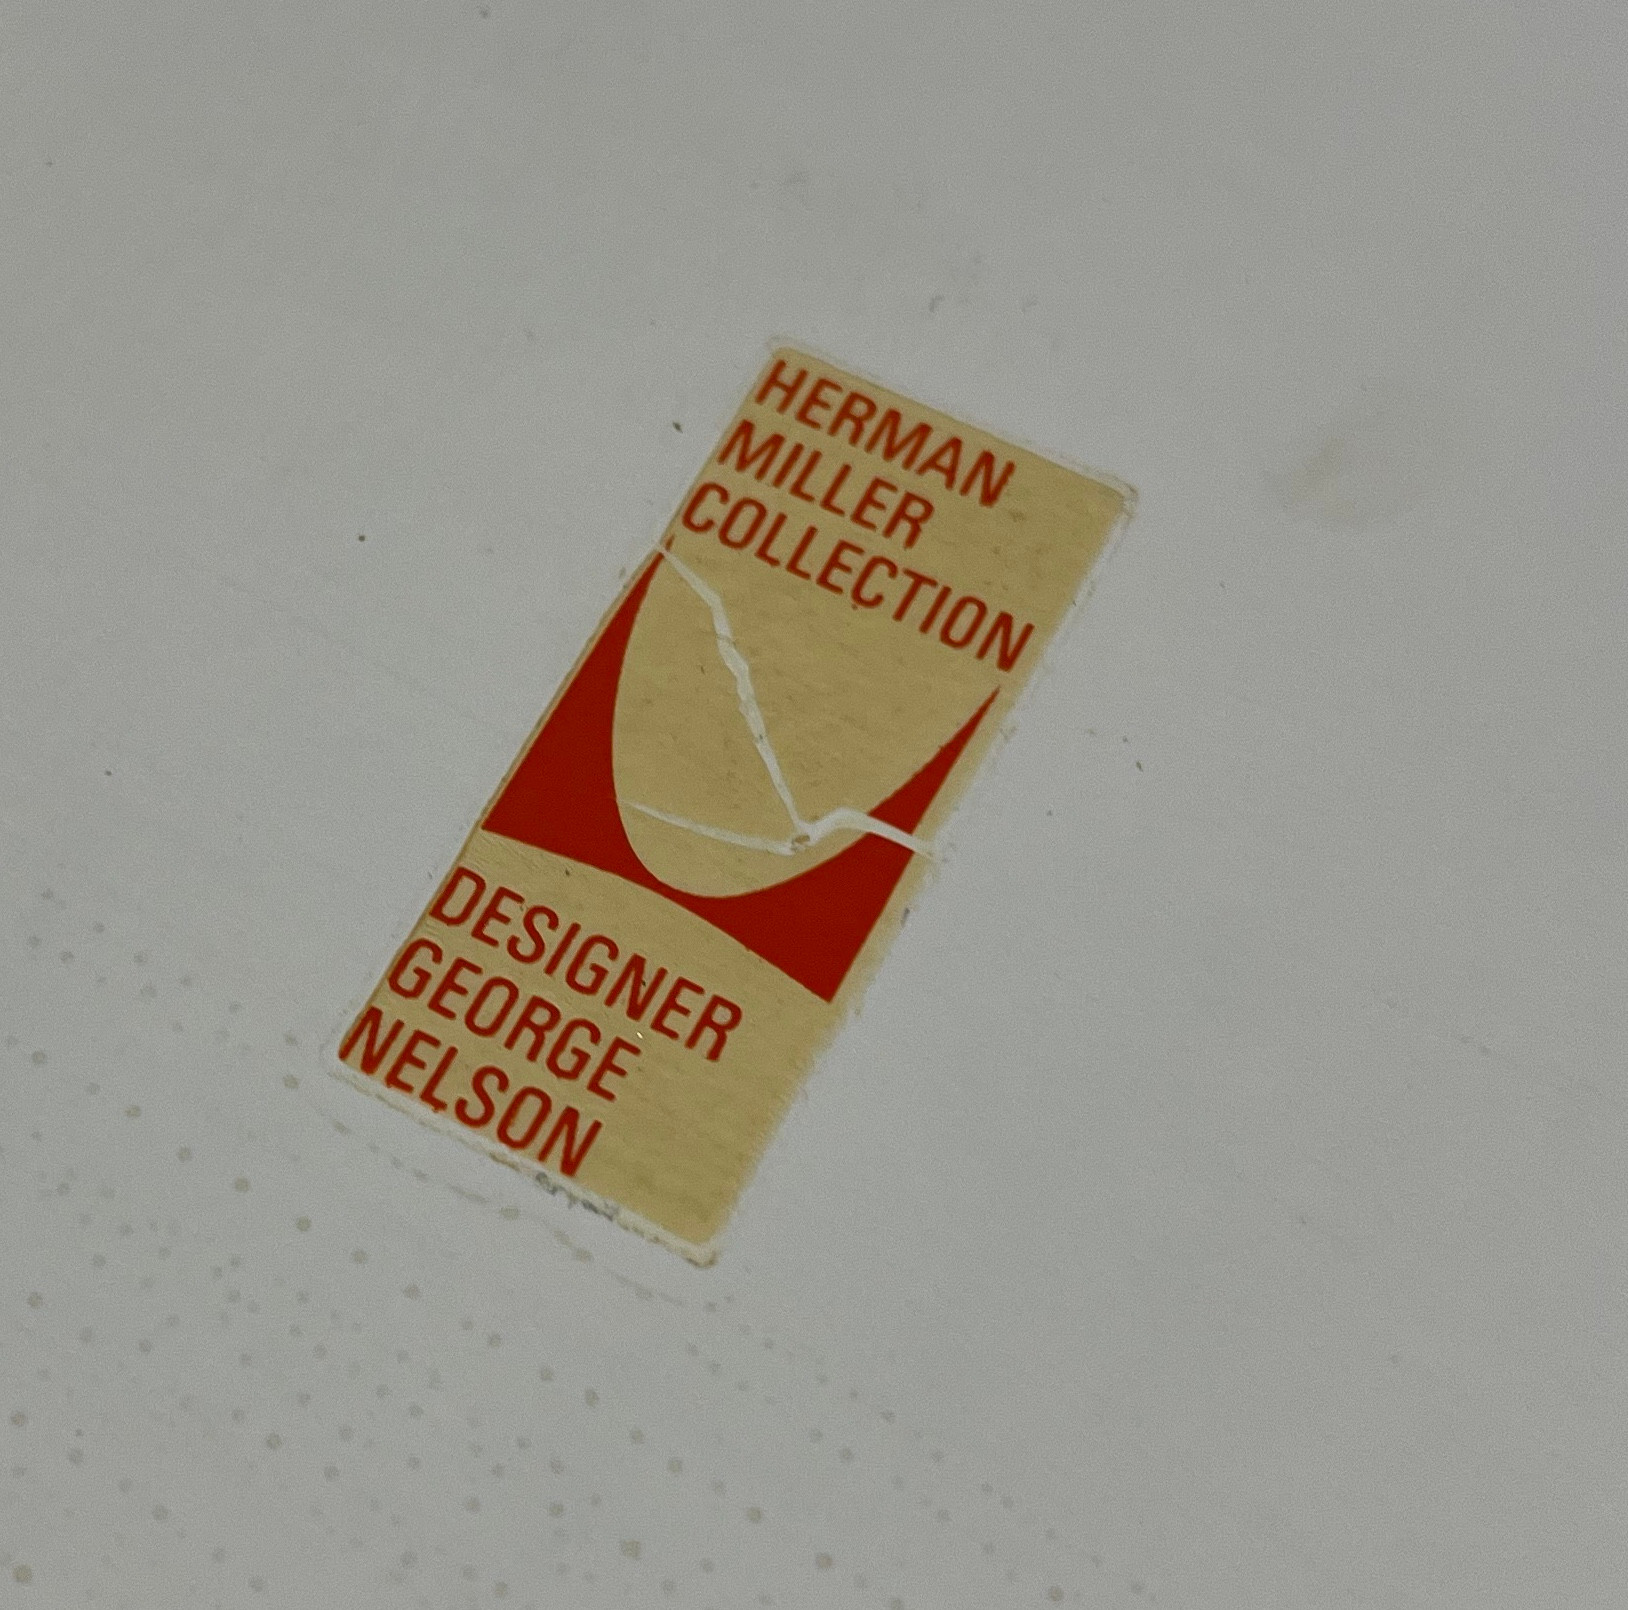 HERMAN
MILLER
COLLECTION
DESIGNER
GEORGE
NELSON